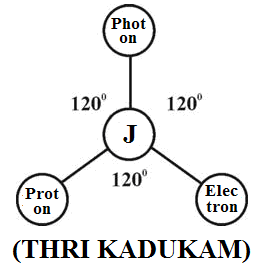 Phot
on
120⁰ 120⁰
J
120⁰
Prot
on
Elec
tron
(THRI KADUKAM)